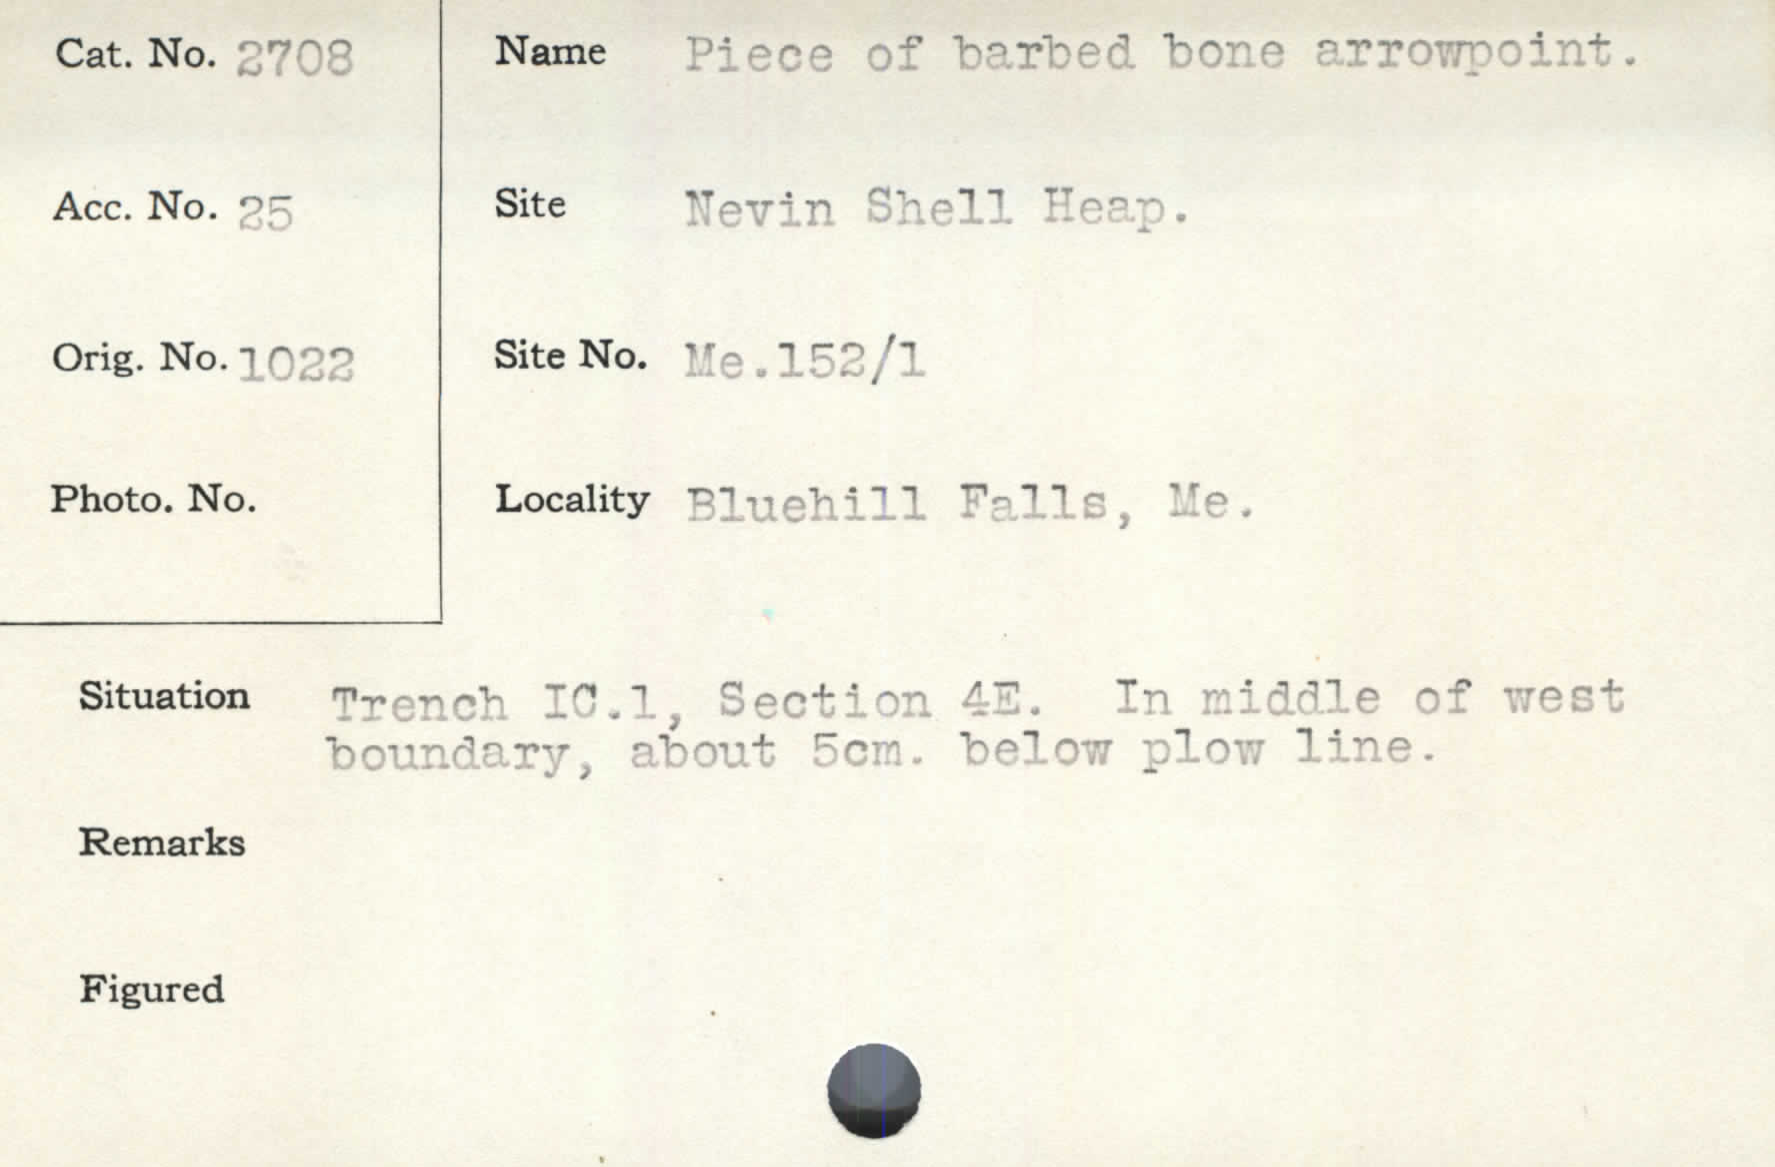 Cat. No. 2708
Name Piece of barbed bone arrowpoint.
Acc. No. 25
Site Nevin Shell Heap.
Orig. No. 1022
Site No. Me.152/1
Photo. No.
Locality Bluehill Falls, Me.
Situation Trench IC.1, Section 4E. In middle of west
boundary, about 5cm. below plow line.
Remarks
Figured